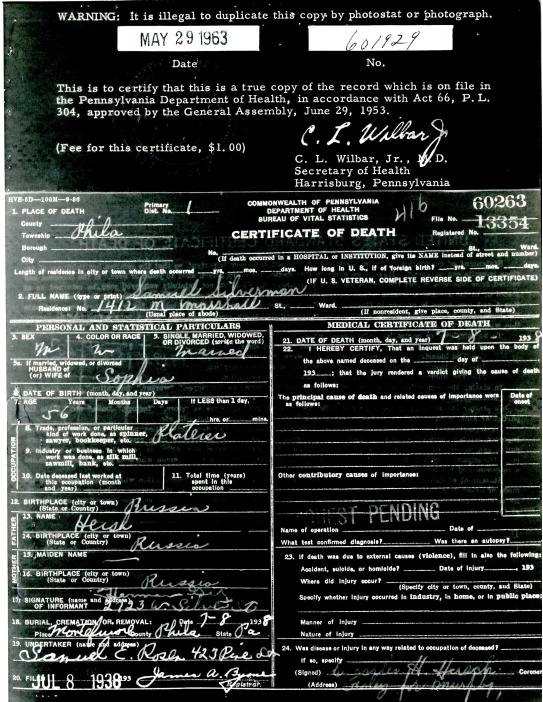 WARNING: It is illegal to duplicate this copy by photostat or photograph.
MAY 29 1963
601929
Date
No.
This is to certify that this is a true copy of the record which is on file in
the Pennsylvania Department of Health, in accordance with Act 66, P. L.
304, approved by the General Assembly, June 29, 1953.
C. L. Wilbar Jr
(Fee for this certificate, $1.00)
C. L. Wilbar, Jr., M.D.
Secretary of Health
Harrisburg, Pennsylvania
HVS-5D—100M—9-36
1. PLACE OF DEATH
County Phila
Township
Borough
City
Primary Dist. No. 1
COMMONWEALTH OF PENNSYLVANIA
DEPARTMENT OF HEALTH
BUREAU OF VITAL STATISTICS
416
CERTIFICATE OF DEATH
60263
File No.
Registered No. 13354
No. St., Ward.
(If death occurred in a HOSPITAL or INSTITUTION, give its NAME instead of street and number)
Length of residence in city or town where death occurred yrs. mos. days. How long in U. S., if of foreign birth? yrs. mos. days.
(IF U. S. VETERAN, COMPLETE REVERSE SIDE OF CERTIFICATE)
2. FULL NAME (type or print) Samuel Silverman
Residence: No. 1412 N Marshall St., Ward.
(Usual place of abode)
(If nonresident, give place, county, and State)
PERSONAL AND STATISTICAL PARTICULARS
3. SEX M
4. COLOR OR RACE W
5. SINGLE, MARRIED, WIDOWED, OR DIVORCED (write the word) Married
5a. If married, widowed, or divorced
HUSBAND of
(or) WIFE of Sophia
6. DATE OF BIRTH (month, day, and year)
7. AGE Years Months Days If LESS than 1 day,
56
hrs. or mins.
OCCUPATION
8. Trade, profession, or particular
kind of work done, as spinner,
sawyer, bookkeeper, etc. Platerer
9. Industry or business in which
work was done, as silk mill,
sawmill, bank, etc.
10. Date deceased last worked at
this occupation (month
and year)
11. Total time (years)
spent in this
occupation
12. BIRTHPLACE (city or town)
(State or Country) Russia
FATHER
13. NAME Hersh
14. BIRTHPLACE (city or town)
(State or Country) Russia
MOTHER
15. MAIDEN NAME
16. BIRTHPLACE (city or town)
(State or Country) Russia
17. SIGNATURE (name and address)
OF INFORMANT
18. BURIAL, CREMATION, OR REMOVAL: Date 7-8 1938
Place Montefiore County Phila State Pa
19. UNDERTAKER (name and address)
Samuel C. Rosen
20. FILED JUL 8 1938 193 James A. Byrne
Registrar.
MEDICAL CERTIFICATE OF DEATH
21. DATE OF DEATH (month, day, and year) 7 - 8 - 1938
22. I HEREBY CERTIFY, That an inquest was held upon the body of
the above named deceased on the day of
193 ; that the jury rendered a verdict giving the cause of death
as follows:
The principal cause of death and related causes of importance were
as follows:
Date of
onset
Other contributory causes of importance:
PENDING
Name of operation Date of
What test confirmed diagnosis? Was there an autopsy?
23. If death was due to external causes (violence), fill in also the following:
Accident, suicide, or homicide? Date of injury , 193
Where did injury occur?
(Specify city or town, county, and State)
Specify whether injury occurred in industry, in home, or in public place:
Manner of injury
Nature of injury
24. Was disease or injury in any way related to occupation of deceased?
If so, specify
(Signed) Hersch Coroner
(Address)